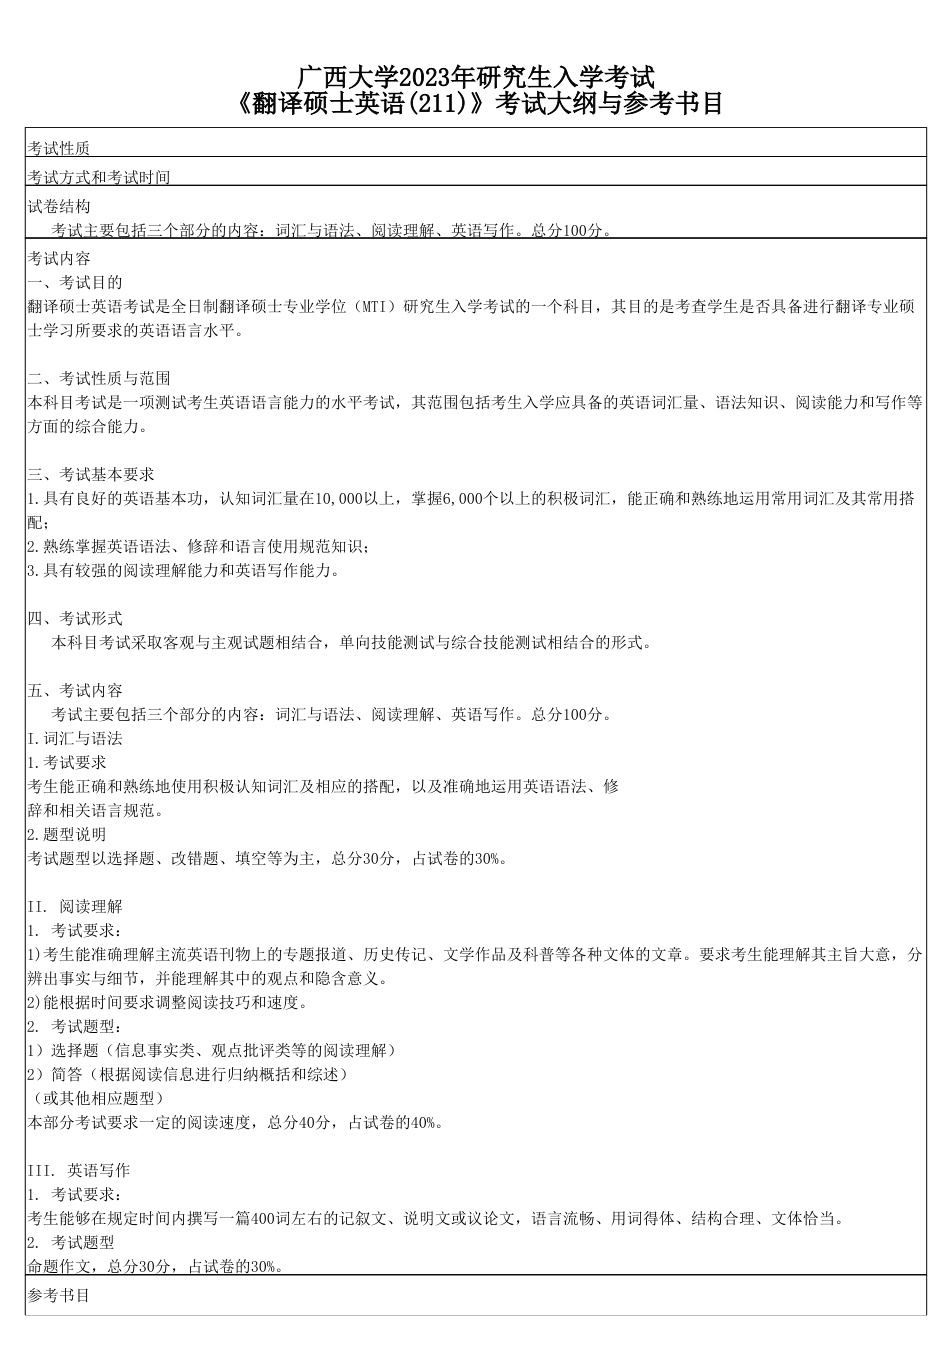 广西大学2023年研究生入学考试
《翻译硕士英语(211)》考试大纲与参考书目
考试性质
考试方式和考试时间
试卷结构
考试主要包括三个部分的内容：词汇与语法、阅读理解、英语写作。总分100分。
考试内容
一、考试目的
翻译硕士英语考试是全日制翻译硕士专业学位（MTI）研究生入学考试的一个科目，其目的是考查学生是否具备进行翻译专业硕
士学习所要求的英语语言水平。
二、考试性质与范围
本科目考试是一项测试考生英语语言能力的水平考试，其范围包括考生入学应具备的英语词汇量、语法知识、阅读能力和写作等
方面的综合能力。
三、考试基本要求
1.具有良好的英语基本功，认知词汇量在10,000以上，掌握6,000个以上的积极词汇，能正确和熟练地运用常用词汇及其常用搭
配；
2.熟练掌握英语语法、修辞和语言使用规范知识；
3.具有较强的阅读理解能力和英语写作能力。
四、考试形式
本科目考试采取客观与主观试题相结合，单向技能测试与综合技能测试相结合的形式。
五、考试内容
考试主要包括三个部分的内容：词汇与语法、阅读理解、英语写作。总分100分。
I.词汇与语法
1.考试要求
考生能正确和熟练地使用积极认知词汇及相应的搭配，以及准确地运用英语语法、修
辞和相关语言规范。
2.题型说明
考试题型以选择题、改错题、填空等为主，总分30分，占试卷的30%。
II. 阅读理解
1. 考试要求：
1)考生能准确理解主流英语刊物上的专题报道、历史传记、文学作品及科普等各种文体的文章。要求考生能理解其主旨大意，分
辨出事实与细节，并能理解其中的观点和隐含意义。
2)能根据时间要求调整阅读技巧和速度。
2. 考试题型：
1）选择题（信息事实类、观点批评类等的阅读理解）
2）简答（根据阅读信息进行归纳概括和综述）
（或其他相应题型）
本部分考试要求一定的阅读速度，总分40分，占试卷的40%。
III. 英语写作
1. 考试要求：
考生能够在规定时间内撰写一篇400词左右的记叙文、说明文或议论文，语言流畅、用词得体、结构合理、文体恰当。
2. 考试题型
命题作文，总分30分，占试卷的30%。
参考书目